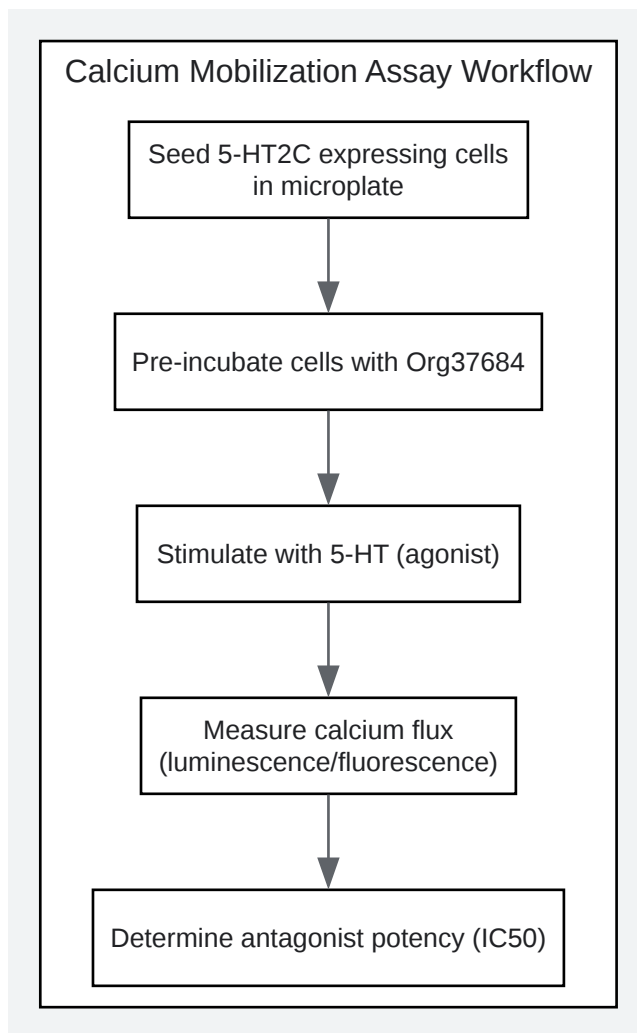 Calcium Mobilization Assay Workflow
Seed 5-HT2C expressing cells
in microplate
Pre-incubate cells with Org37684
Stimulate with 5-HT (agonist)
Measure calcium flux
(luminescence/fluorescence)
Determine antagonist potency (IC50)